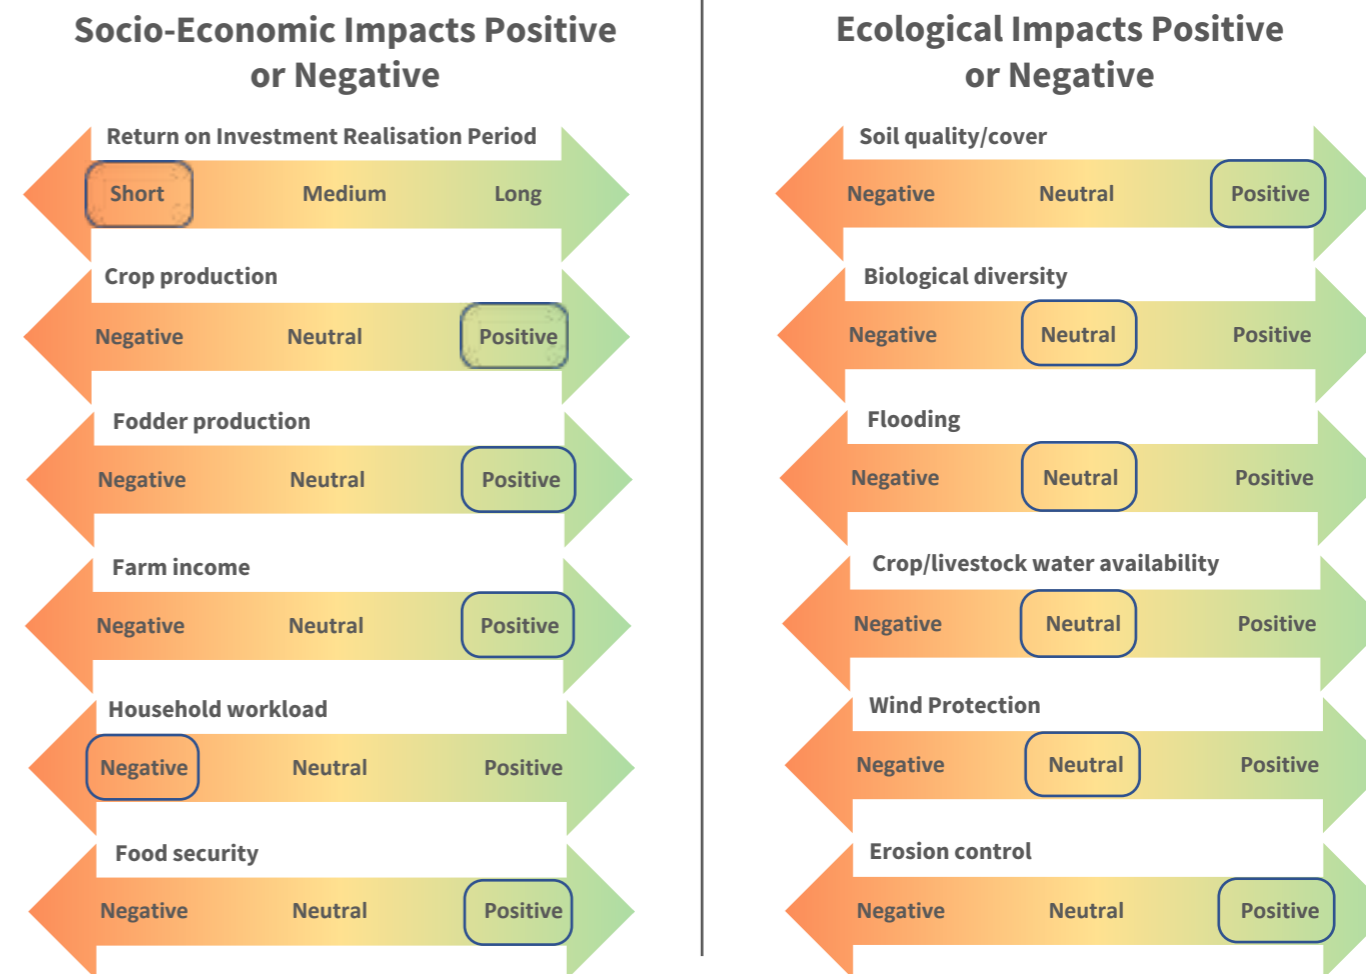 Socio-Economic Impacts Positive
or Negative
Return on Investment Realisation Period
Short Medium Long
Crop production
Negative Neutral Positive
Fodder production
Negative Neutral Positive
Farm income
Negative Neutral Positive
Household workload
Negative Neutral Positive
Food security
Negative Neutral Positive
Ecological Impacts Positive
or Negative
Soil quality/cover
Negative Neutral Positive
Biological diversity
Negative Neutral Positive
Flooding
Negative Neutral Positive
Crop/livestock water availability
Negative Neutral Positive
Wind Protection
Negative Neutral Positive
Erosion control
Negative Neutral Positive